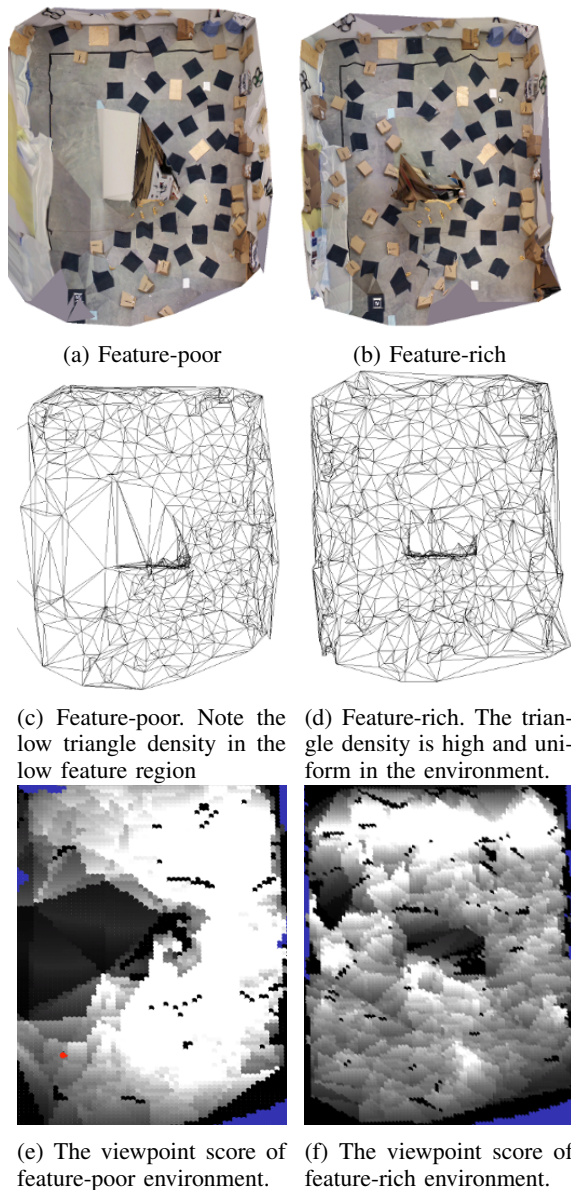 (a) Feature-poor
(b) Feature-rich
(c) Feature-poor. Note the
low triangle density in the
low feature region
(d) Feature-rich. The trian-
gle density is high and uni-
form in the environment.
(e) The viewpoint score of
feature-poor environment.
(f) The viewpoint score of
feature-rich environment.